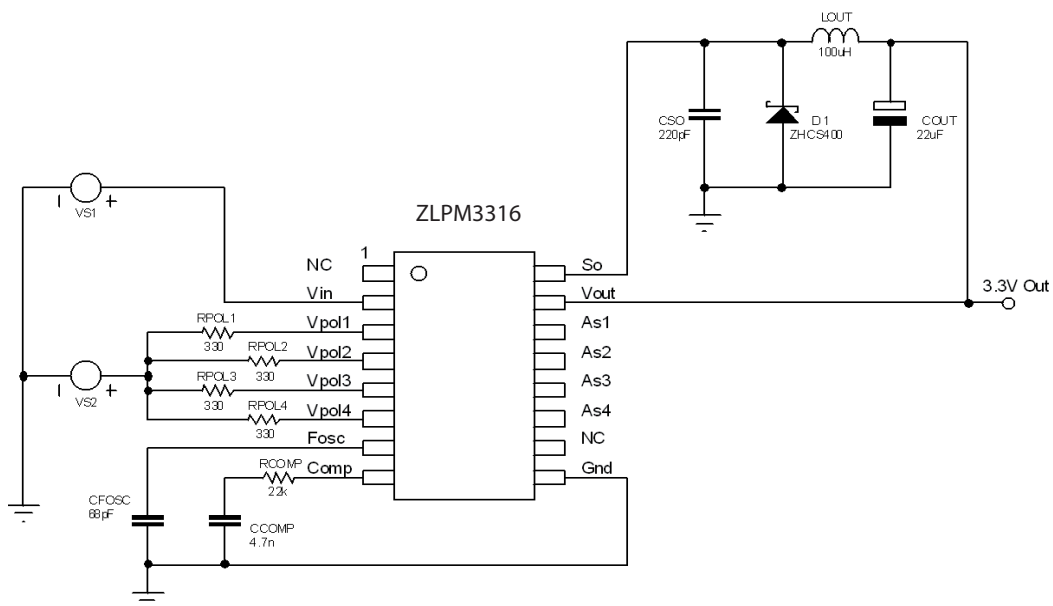 LOUT
100uH
CSO
220pF
D1
ZHCS400
COUT
22uF
VS1
ZLPM3316
1
NC
So
Vin
Vout
3.3V Out
RPOL1
330
Vpol1
As1
RPOL2
330
Vpol2
As2
RPOL3
330
Vpol3
As3
VS2
RPOL4
330
Vpol4
As4
Fosc
NC
RCOMP
22k
Comp
Gnd
CFOSC
68pF
CCOMP
4.7n